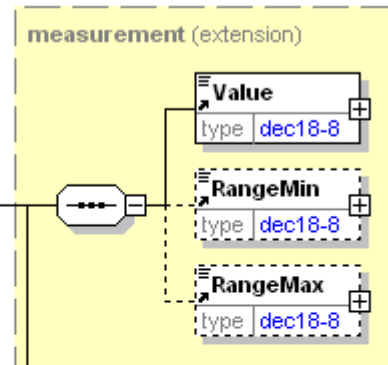 measurement (extension)
Value
type dec18-8
RangeMin
type dec18-8
RangeMax
type dec18-8